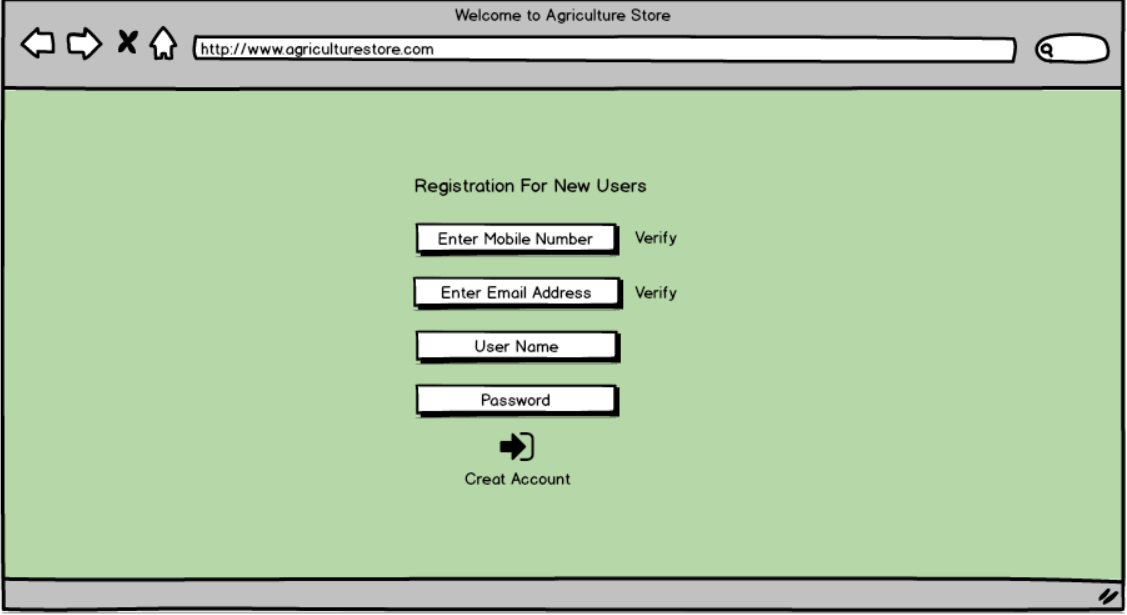 Welcome to Agriculture Store
http://www.agriculturestore.com
Registration For New Users
Enter Mobile Number Verify
Enter Email Address Verify
User Name
Password
Creat Account